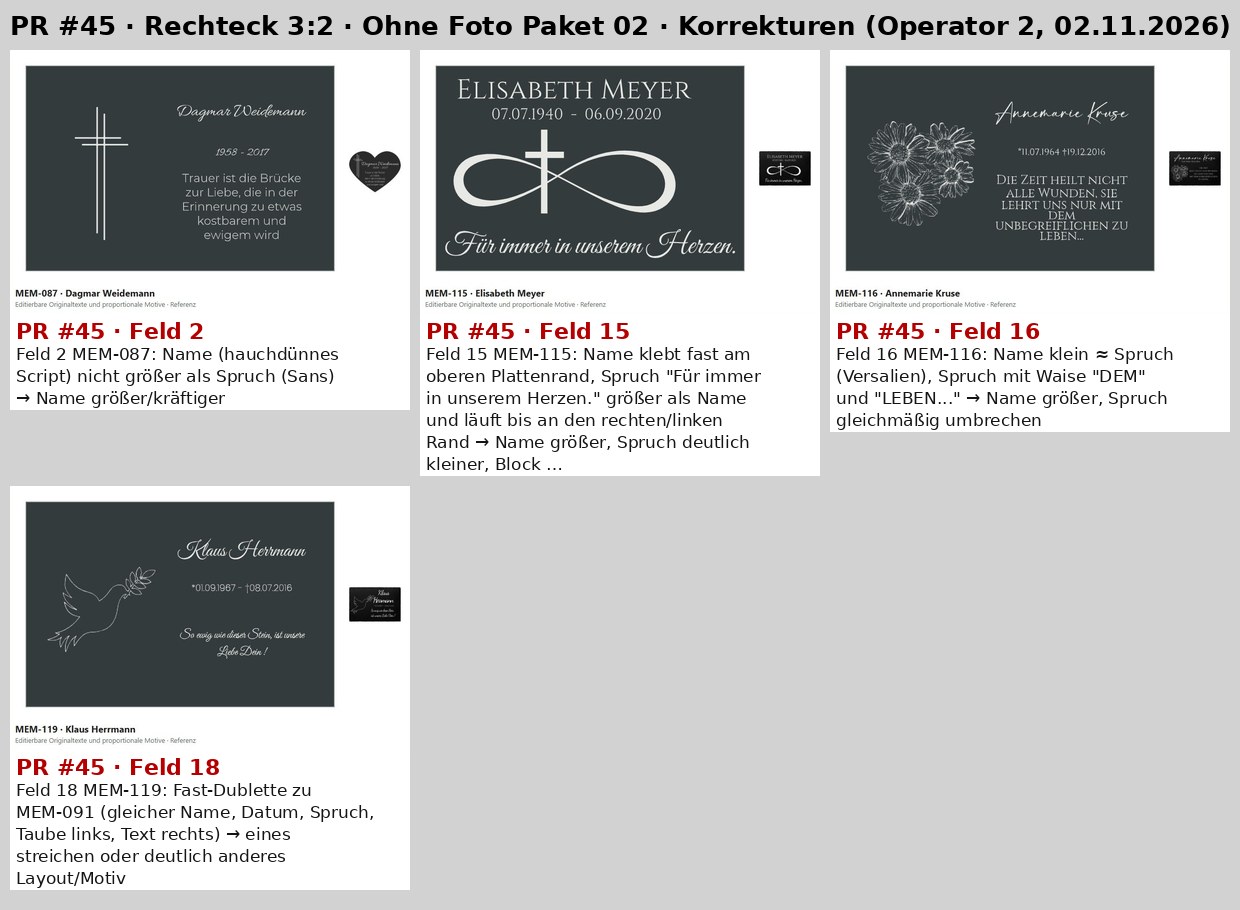 PR #45 · Rechteck 3:2 · Ohne Foto Paket 02 · Korrekturen (Operator 2, 02.11.2026)
Dagmar Weidemann
1958 - 2017
Trauer ist die Brücke
zur Liebe, die in der
Erinnerung zu etwas
kostbarem und
ewigem wird
MEM-087 · Dagmar Weidemann
Editierbare Originaltexte und proportionale Motive · Referenz
PR #45 · Feld 2
Feld 2 MEM-087: Name (hauchdünnes
Script) nicht größer als Spruch (Sans)
→ Name größer/kräftiger
ELISABETH MEYER
07.07.1940 - 06.09.2020
Für immer in unserem Herzen.
MEM-115 · Elisabeth Meyer
Editierbare Originaltexte und proportionale Motive · Referenz
PR #45 · Feld 15
Feld 15 MEM-115: Name klebt fast am
oberen Plattenrand, Spruch "Für immer
in unserem Herzen." größer als Name
und läuft bis an den rechten/linken
Rand → Name größer, Spruch deutlich
kleiner, Block ...
Annemarie Kruse
*11.07.1964 †19.12.2016
DIE ZEIT HEILT NICHT
ALLE WUNDEN, SIE
LEHRT UNS NUR MIT
DEM
UNBEGREIFLICHEN ZU
LEBEN...
MEM-116 · Annemarie Kruse
Editierbare Originaltexte und proportionale Motive · Referenz
PR #45 · Feld 16
Feld 16 MEM-116: Name klein ≈ Spruch
(Versalien), Spruch mit Waise "DEM"
und "LEBEN..." → Name größer, Spruch
gleichmäßig umbrechen
Klaus Herrmann
*01.09.1967 - †08.07.2016
So ewig wie dieser Stein, ist unsere
Liebe Dein !
MEM-119 · Klaus Herrmann
Editierbare Originaltexte und proportionale Motive · Referenz
PR #45 · Feld 18
Feld 18 MEM-119: Fast-Dublette zu
MEM-091 (gleicher Name, Datum, Spruch,
Taube links, Text rechts) → eines
streichen oder deutlich anderes
Layout/Motiv